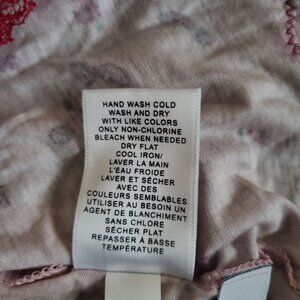 HAND WASH COLD
WASH AND DRY
WITH LIKE COLORS
ONLY NON-CHLORINE
BLEACH WHEN NEEDED
DRY FLAT
COOL IRON/
LAVER A LA MAIN
L'EAU FROIDE
LAVER ET SÉCHER
AVEC DES
COULEURS SEMBLABLES
UTILISER AU BESOIN UN
AGENT DE BLANCHIMENT
SANS CHLORE
SÉCHER PLAT
REPASSER À BASSE
TEMPÉRATURE